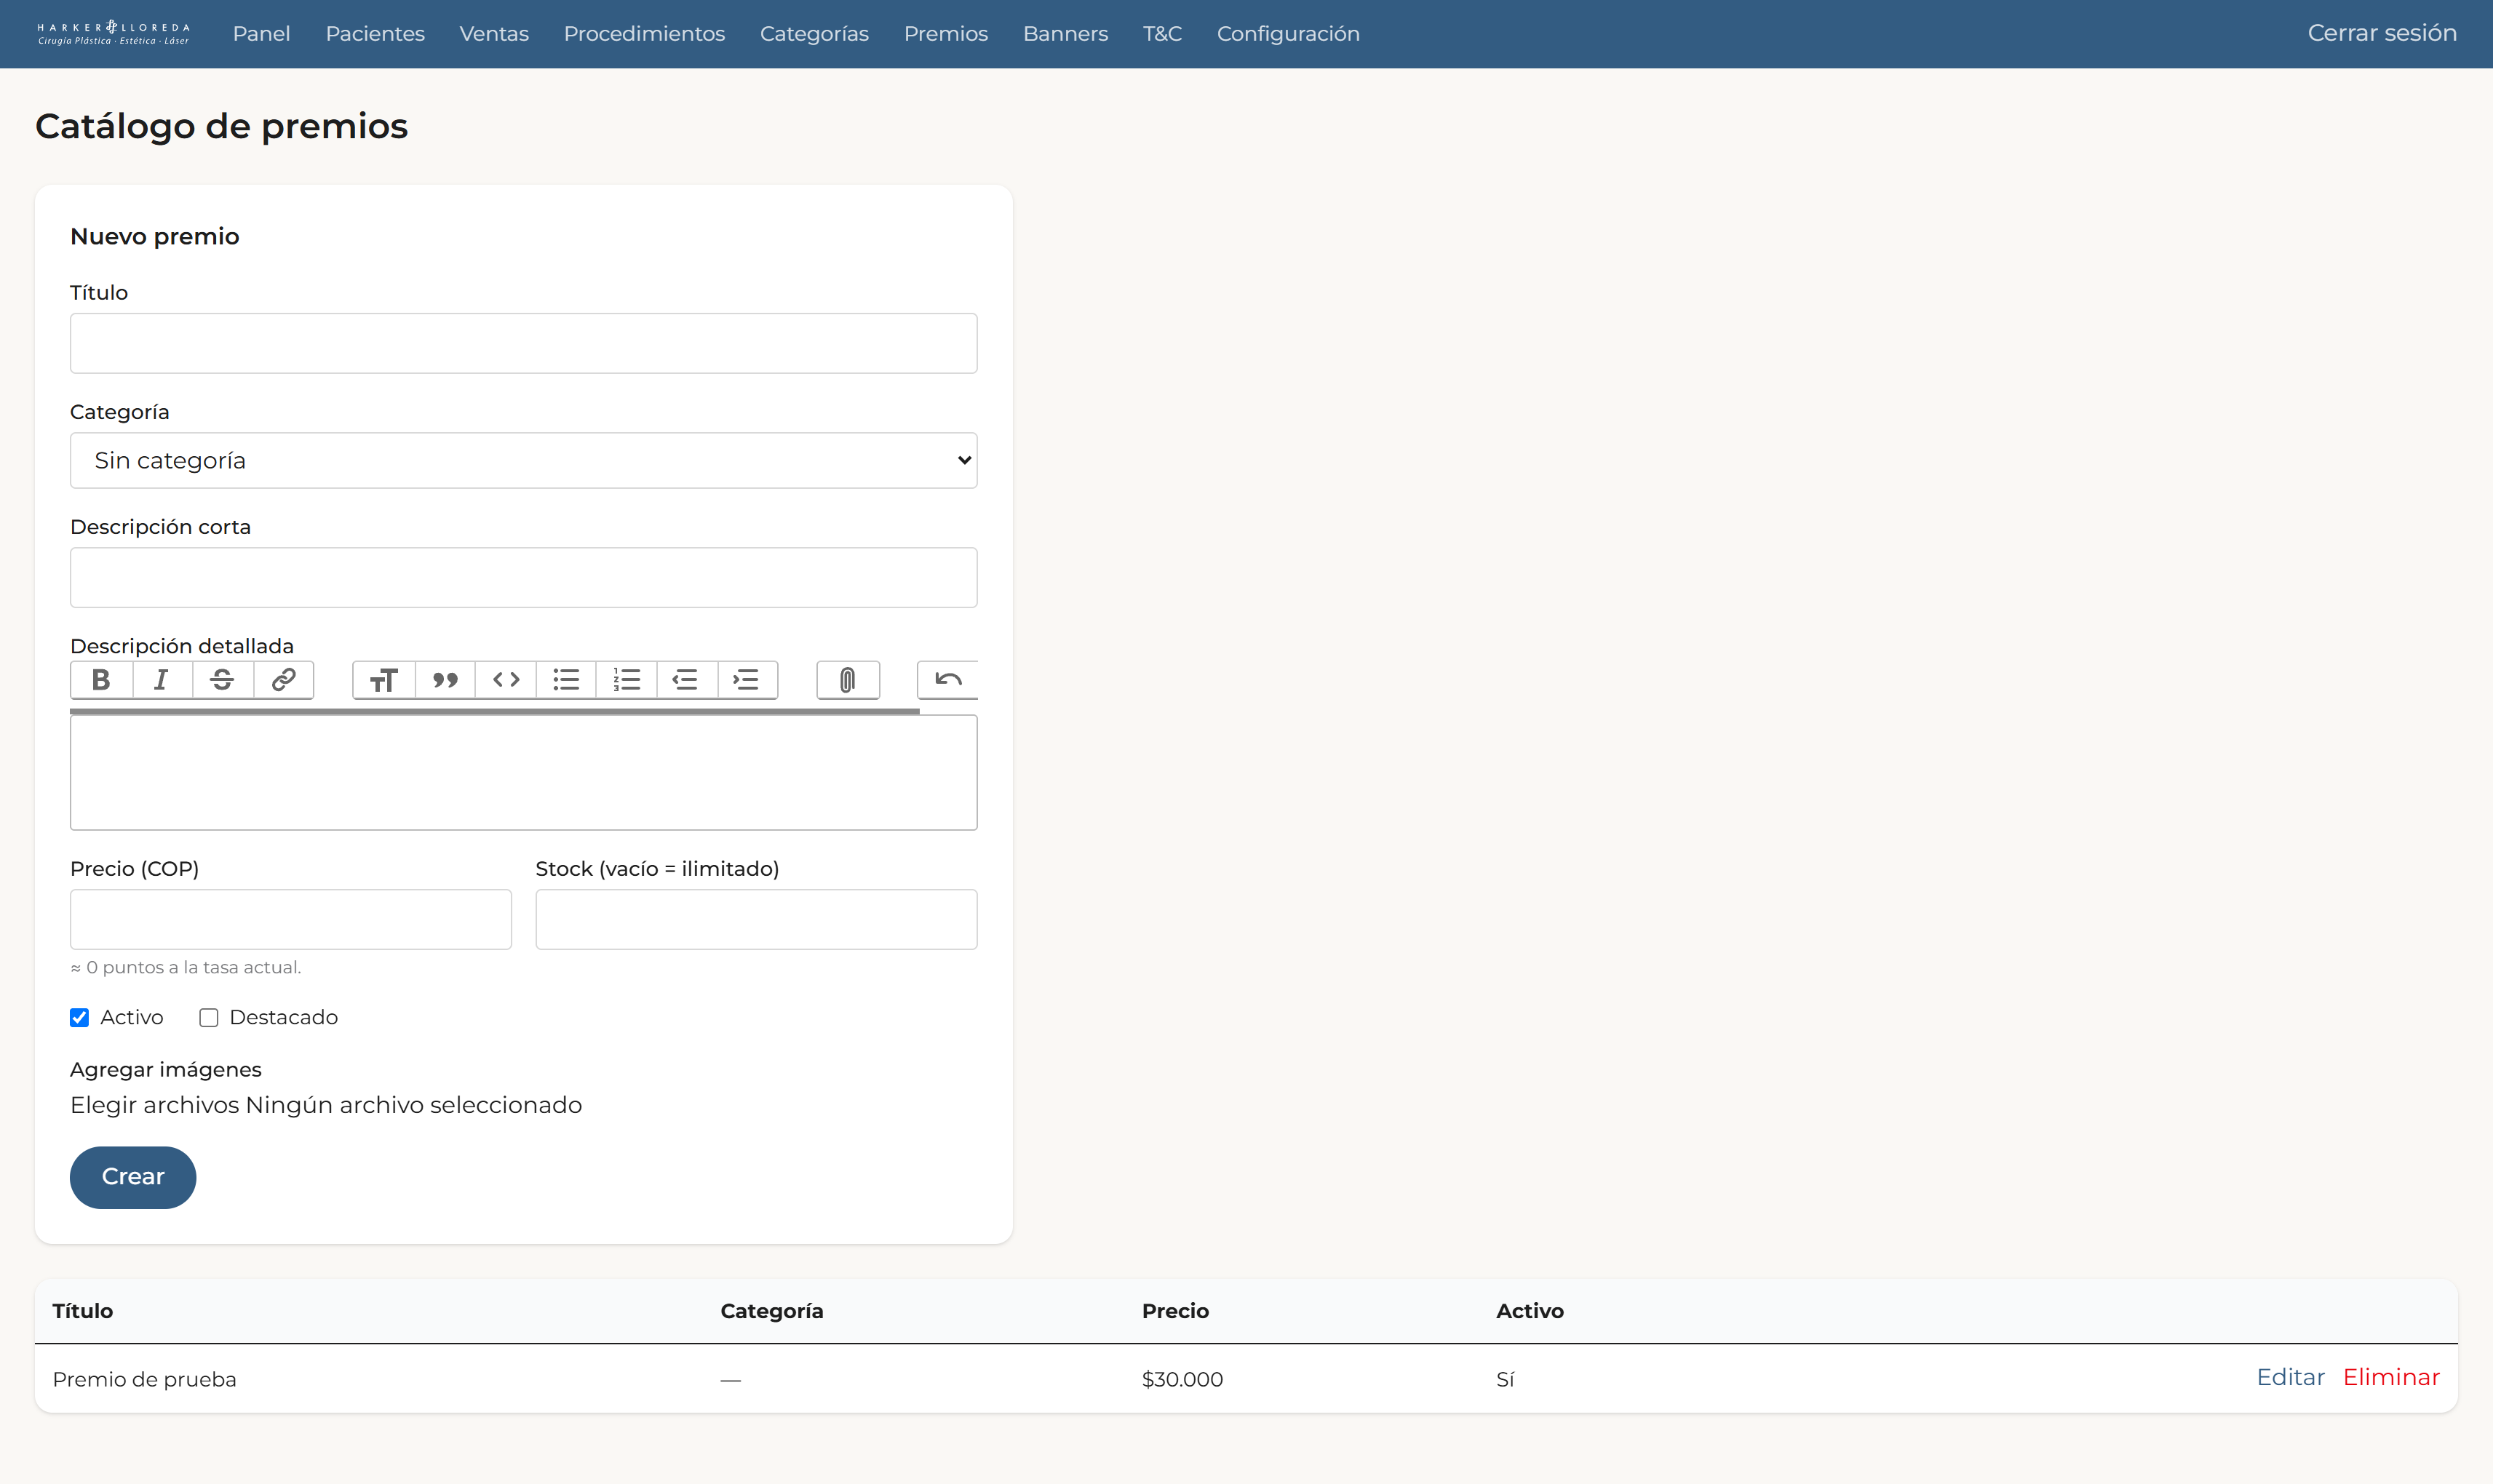 HARKER LLOREDA
Cirugía Plástica · Estética · Láser
Panel
Pacientes
Ventas
Procedimientos
Categorías
Premios
Banners
T&C
Configuración
Cerrar sesión
Catálogo de premios
Nuevo premio
Título
Categoría
Sin categoría
Descripción corta
Descripción detallada
Precio (COP)
Stock (vacío = ilimitado)
≈ 0 puntos a la tasa actual.
Activo
Destacado
Agregar imágenes
Elegir archivos Ningún archivo seleccionado
Crear
Título Categoría Precio Activo
Premio de prueba — $30.000 Sí Editar Eliminar